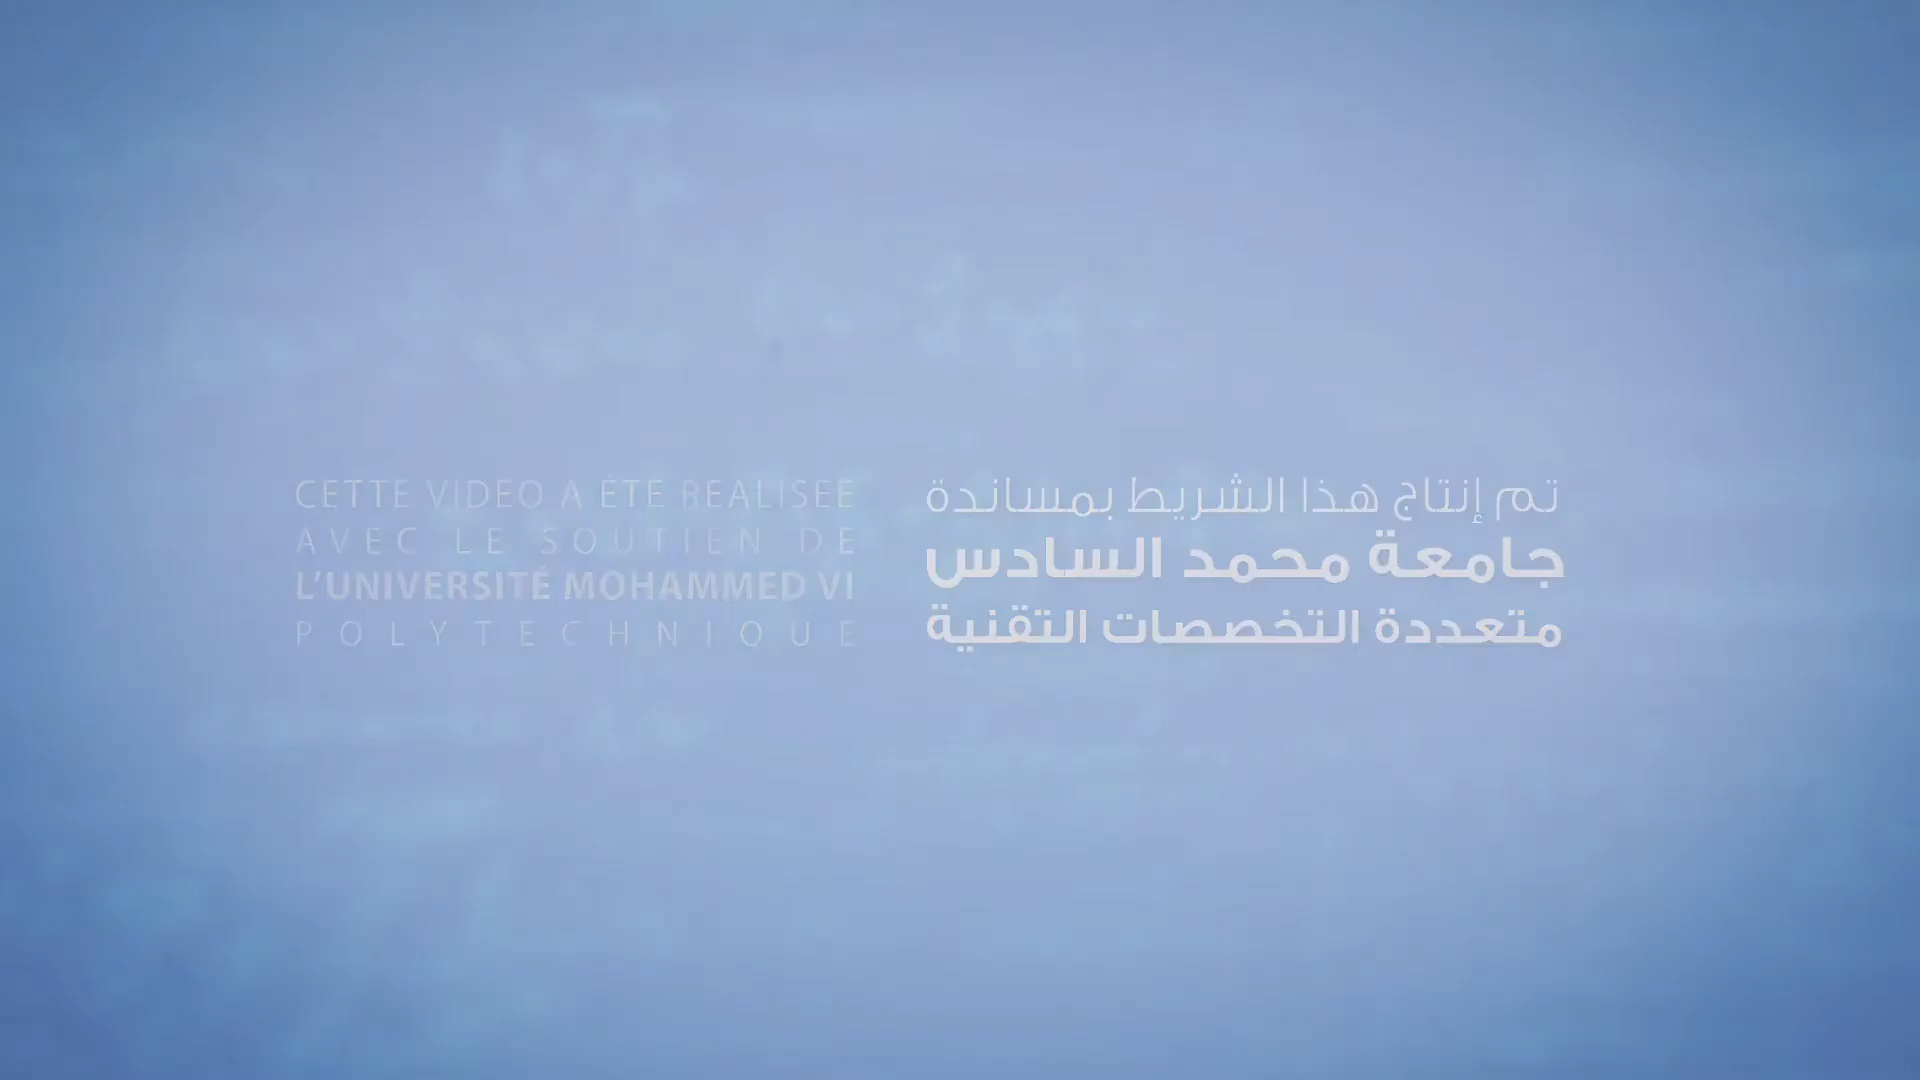 CETTE VIDEO A ÉTÉ REALISEE
AVEC LE SOUTIEN DE
L’UNIVERSITÉ MOHAMMED VI
POLYTECHNIQUE
تم إنتاج هذا الشريط بمساندة
جامعة محمد السادس
متعددة التخصصات التقنية